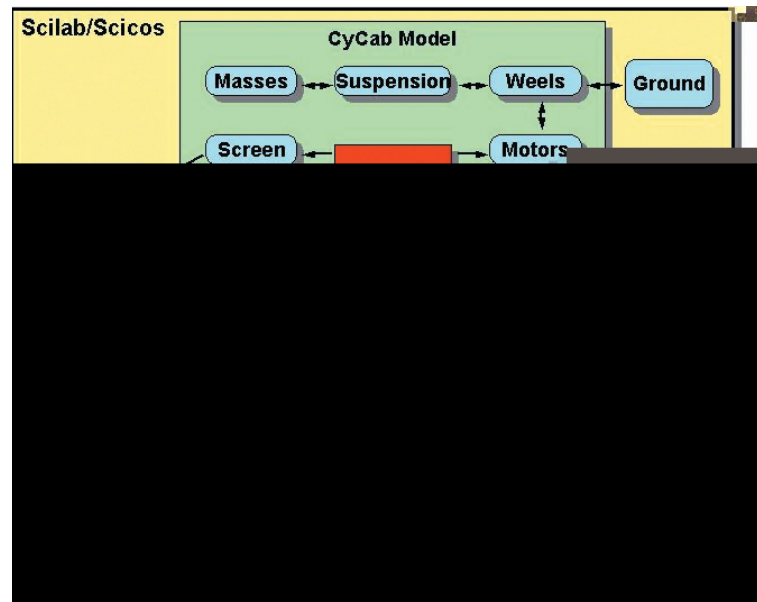 Scilab/Scicos
CyCab Model
Masses Suspension Weels Ground
Screen Motors